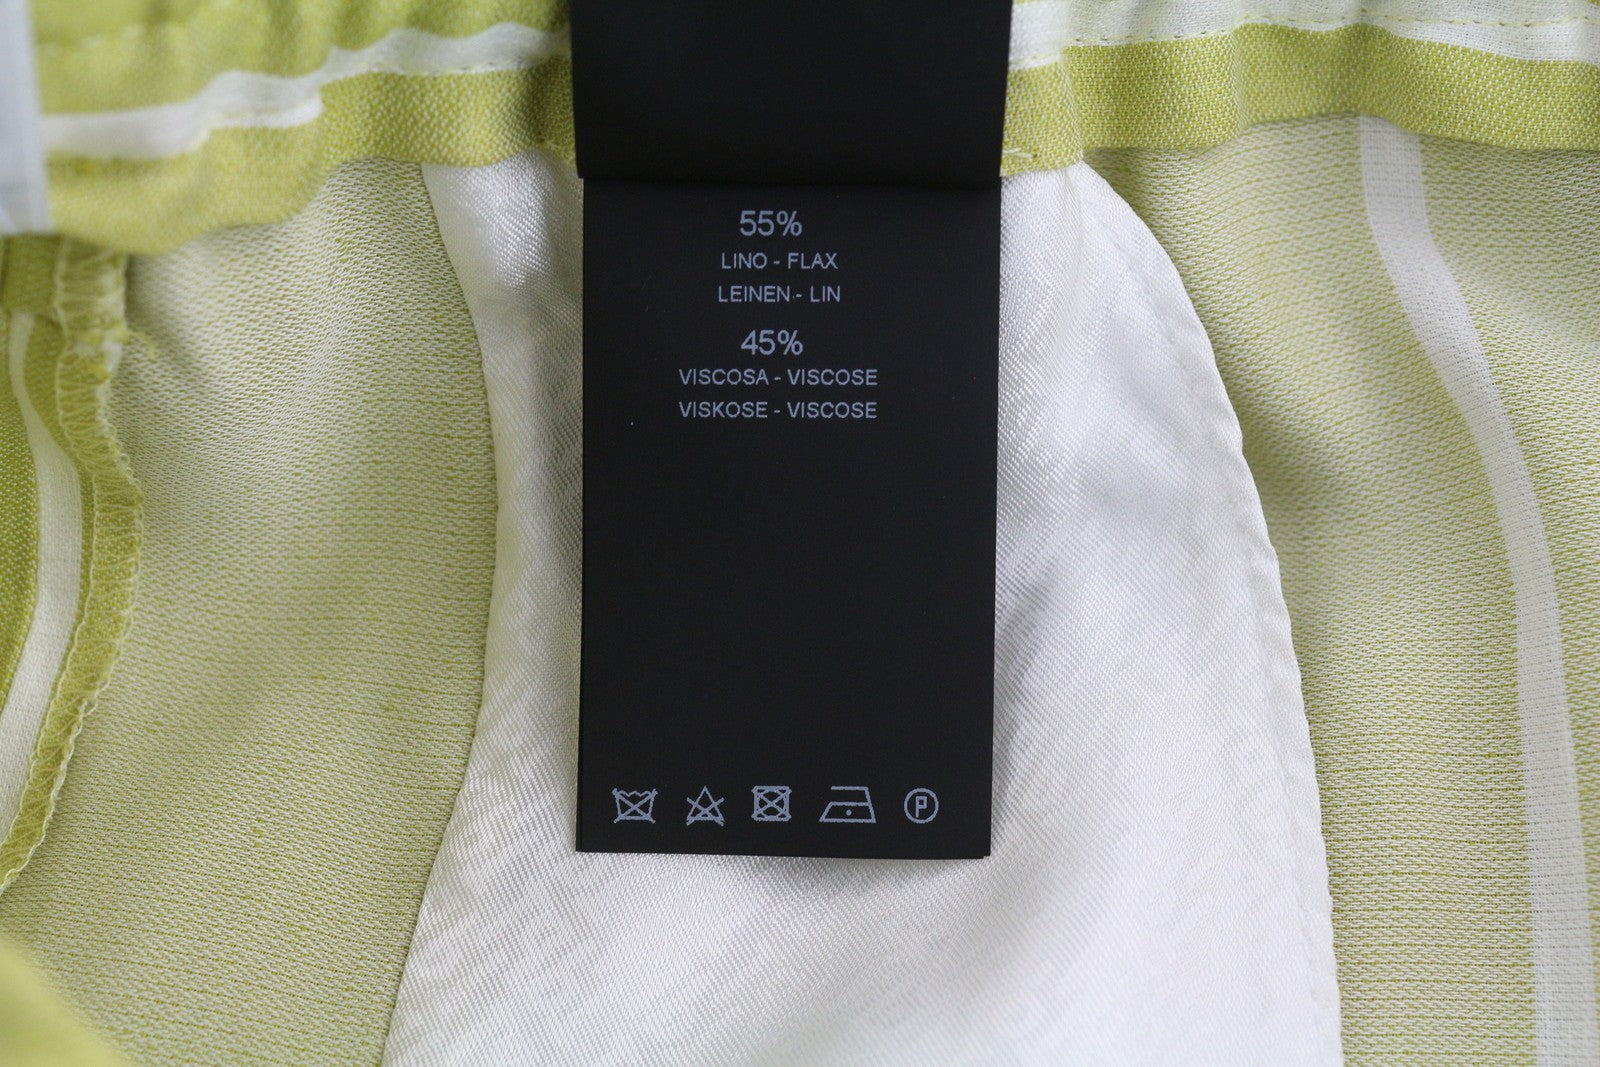 55%
LINO - FLAX
LEINEN - LIN
45%
VISCOSA - VISCOSE
VISKOSE - VISCOSE
P